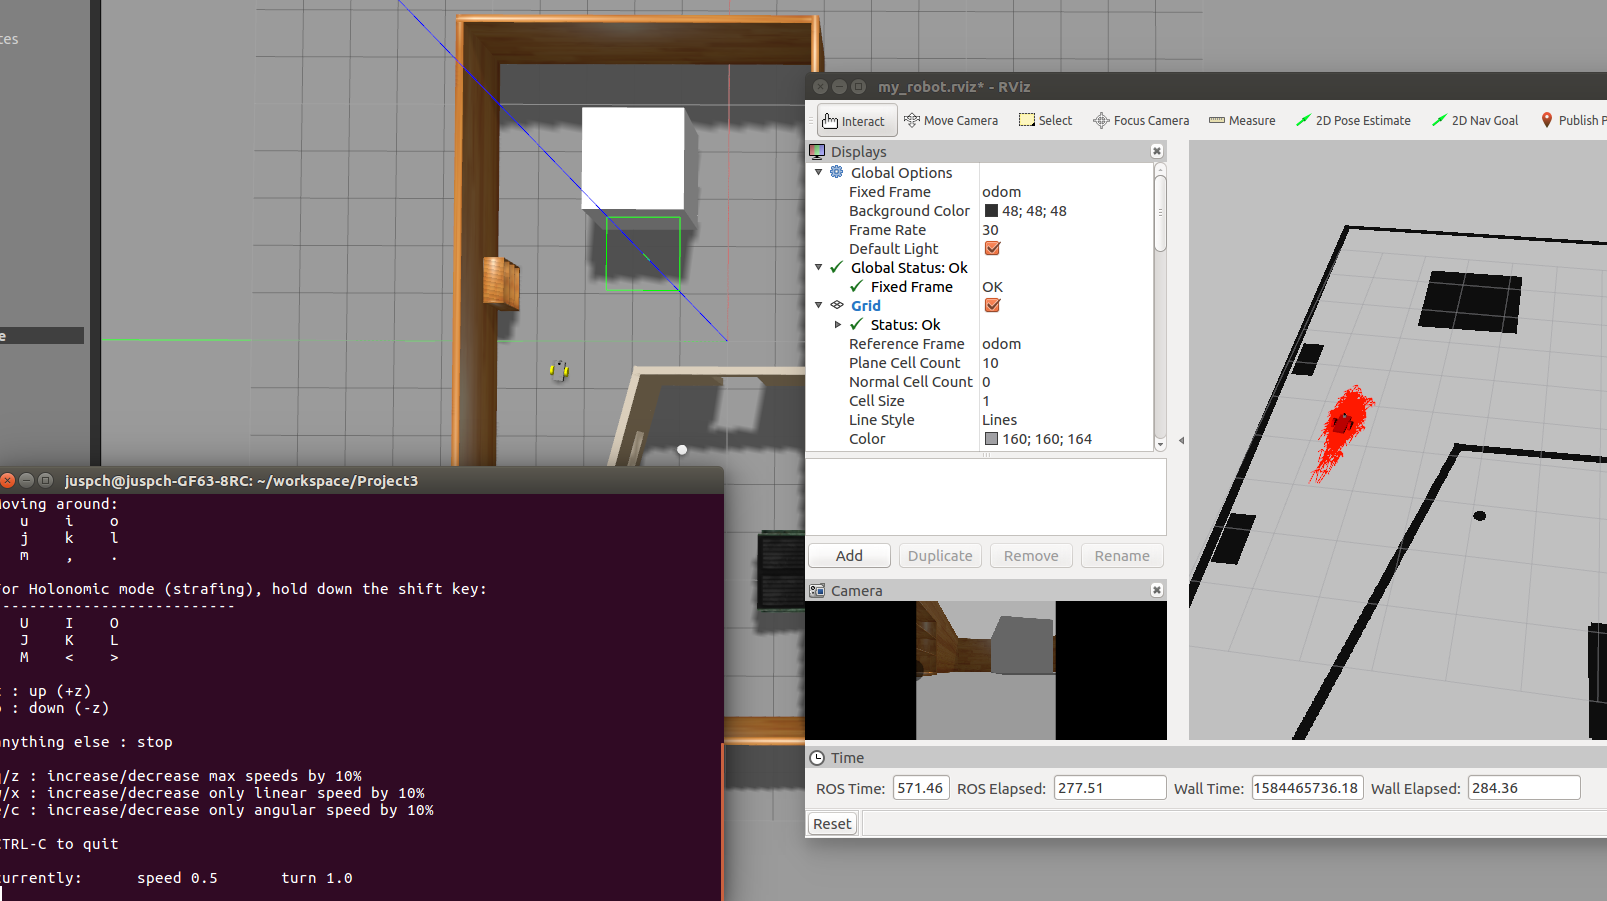 my_robot.rviz* - RViz
Interact Move Camera Select Focus Camera Measure 2D Pose Estimate 2D Nav Goal Publish P
Displays
Global Options
Fixed Frame odom
Background Color 48; 48; 48
Frame Rate 30
Default Light
Global Status: Ok
Fixed Frame OK
Grid
Status: Ok
Reference Frame odom
Plane Cell Count 10
Normal Cell Count 0
Cell Size 1
Line Style Lines
Color 160; 160; 164
Add Duplicate Remove Rename
Camera
Time
ROS Time: 571.46 ROS Elapsed: 277.51 Wall Time: 1584465736.18 Wall Elapsed: 284.36
Reset
juspch@juspch-GF63-8RC: ~/workspace/Project3
oving around:
u i o
j k l
m , .
or Holonomic mode (strafing), hold down the shift key:
---------------------------
U I O
J K L
M < >
: up (+z)
: down (-z)
nything else : stop
/z : increase/decrease max speeds by 10%
/x : increase/decrease only linear speed by 10%
/c : increase/decrease only angular speed by 10%
CTRL-C to quit
urrently: speed 0.5 turn 1.0